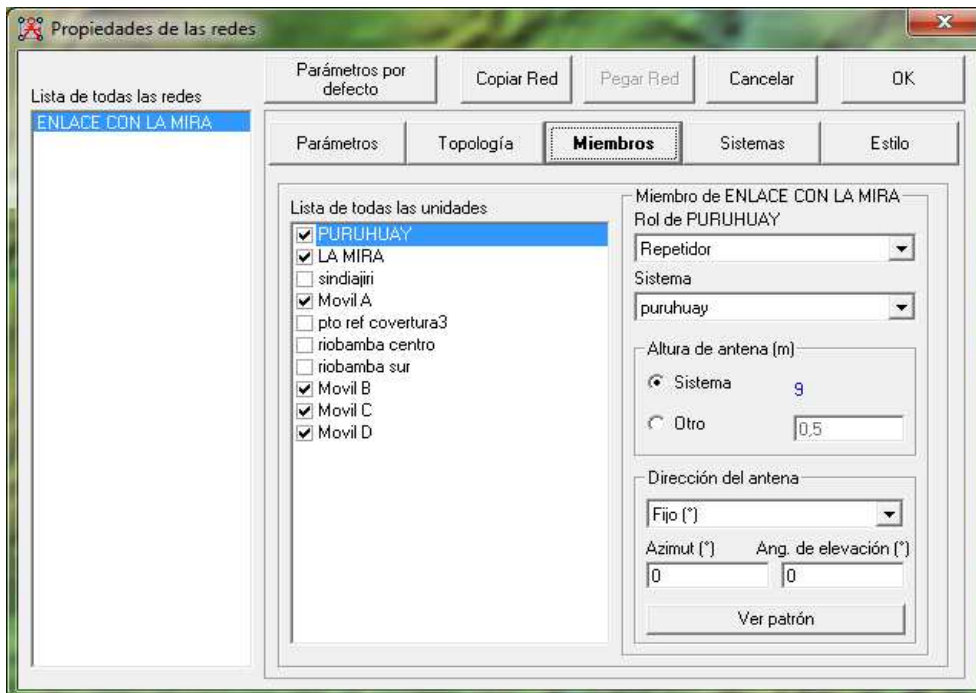 Propiedades de las redes
Lista de todas las redes
ENLACE CON LA MIRA
Parámetros por
defecto
Copiar Red
Pegar Red
Cancelar
OK
Parámetros
Topología
Miembros
Sistemas
Estilo
Lista de todas las unidades
PURUHUAY
LA MIRA
sindiajiri
Movil A
pto ref covertura3
riobamba centro
riobamba sur
Movil B
Movil C
Movil D
Miembro de ENLACE CON LA MIRA
Rol de PURUHUAY
Repetidor
Sistema
puruhuay
Altura de antena (m)
Sistema 9
Otro 0,5
Dirección del antena
Fijo (°)
Azimut (°) Ang. de elevación (°)
0 0
Ver patrón